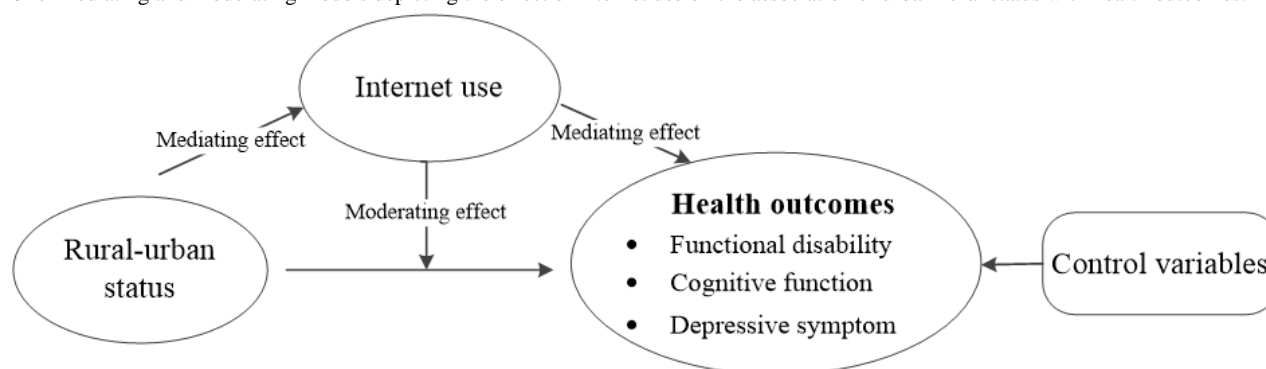 Internet use
Mediating effect
Mediating effect
Moderating effect
Rural-urban
status
Health outcomes
• Functional disability
• Cognitive function
• Depressive symptom
Control variables